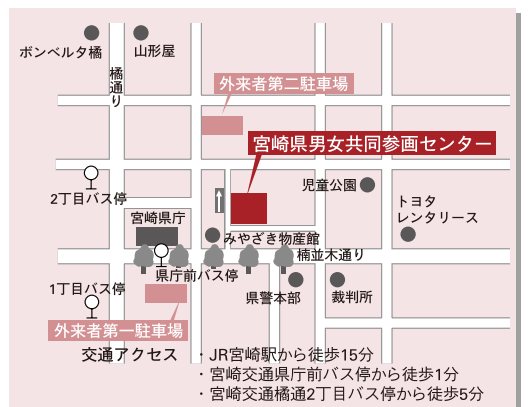 ボンベルタ橘
山形屋
橘通り
外来者第二駐車場
宮崎県男女共同参画センター
児童公園
2丁目バス停
トヨタ
レンタリース
宮崎県庁
みやざき物産館
楠並木通り
県庁前バス停
1丁目バス停
県警本部
裁判所
外来者第一駐車場
交通アクセス ・JR宮崎駅から徒歩15分
・宮崎交通県庁前バス停から徒歩1分
・宮崎交通橘通2丁目バス停から徒歩5分